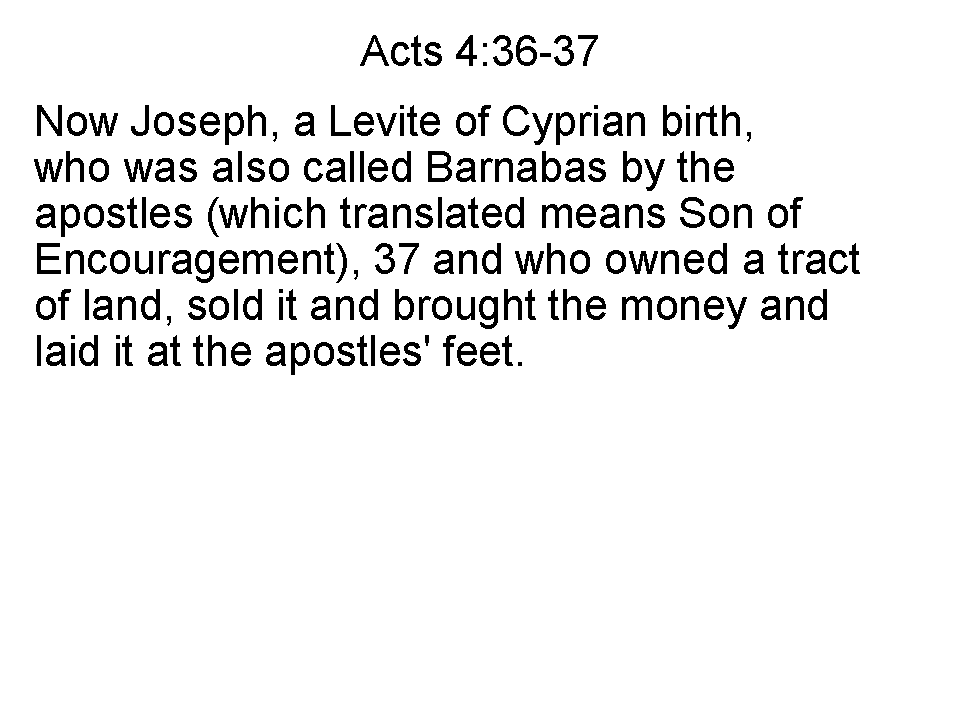 Acts 4:36-37
Now Joseph, a Levite of Cyprian birth,
who was also called Barnabas by the
apostles (which translated means Son of
Encouragement), 37 and who owned a tract
of land, sold it and brought the money and
laid it at the apostles' feet.